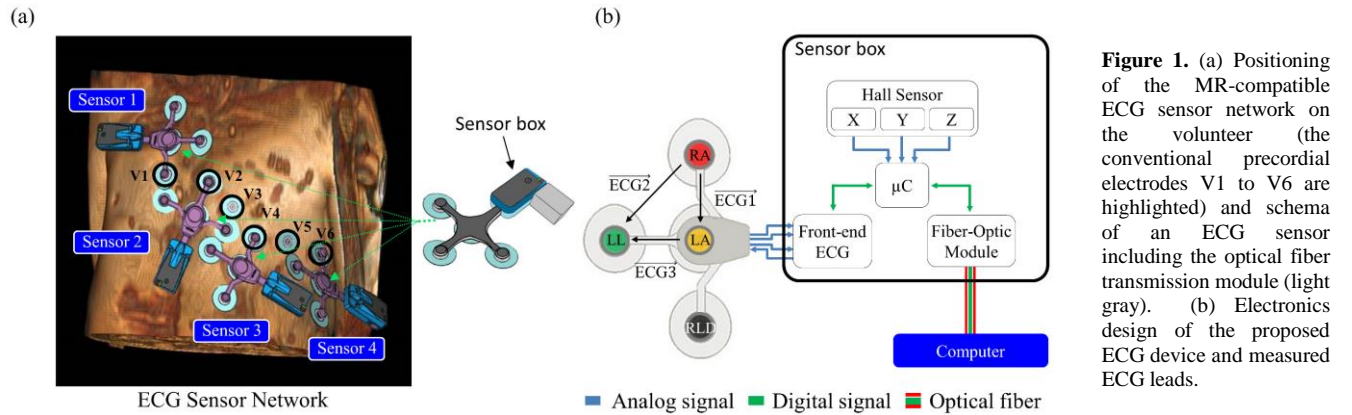 (a)
Sensor 1
V1
V2
V3
V4
V5
V6
Sensor 2
Sensor 3
Sensor 4
ECG Sensor Network
Sensor box
(b)
Sensor box
Hall Sensor
X Y Z
µC
Front-end
ECG
Fiber-Optic
Module
Computer
RA
ECG2
ECG1
LL
LA
ECG3
RLD
Analog signal Digital signal Optical fiber
Figure 1. (a) Positioning
of the MR-compatible
ECG sensor network on
the volunteer (the
conventional precordial
electrodes V1 to V6 are
highlighted) and schema
of an ECG sensor
including the optical fiber
transmission module (light
gray). (b) Electronics
design of the proposed
ECG device and measured
ECG leads.